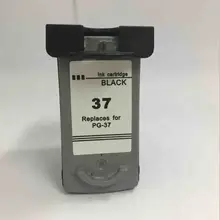 Ink cartridge
BLACK
37
Replaces for
PG-37